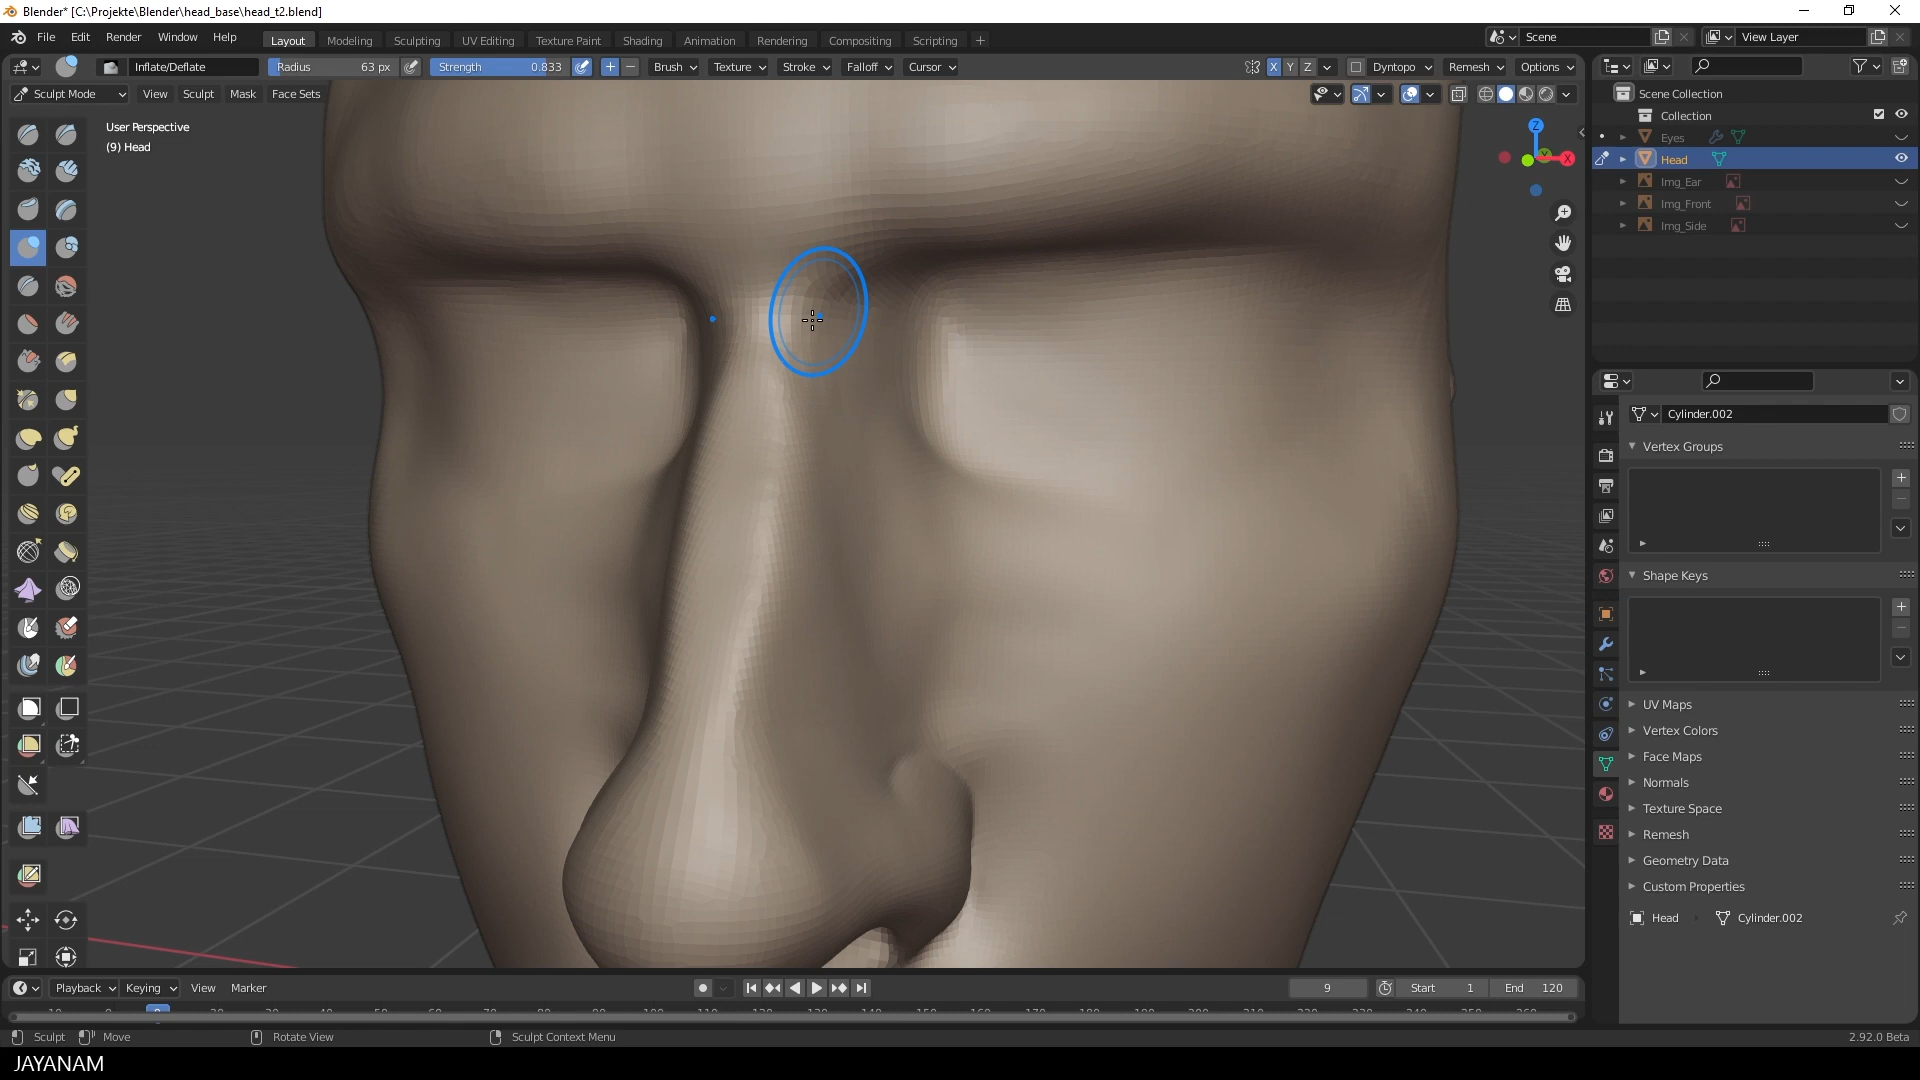 Blender* [C:\Projekte\Blender\head_base\head_t2.blend]
File Edit Render Window Help Layout Modeling Sculpting UV Editing Texture Paint Shading Animation Rendering Compositing Scripting + Scene View Layer
Inflate/Deflate Radius 63 px Strength 0.833 Brush Texture Stroke Falloff Cursor X Y Z Dyntopo Remesh Options
Sculpt Mode View Sculpt Mask Face Sets
User Perspective
(9) Head
Z
X
Scene Collection
Collection
Eyes
Head
Img_Ear
Img_Front
Img_Side
Cylinder.002
Vertex Groups
Shape Keys
UV Maps
Vertex Colors
Face Maps
Normals
Texture Space
Remesh
Geometry Data
Custom Properties
Head Cylinder.002
Playback Keying View Marker 9 Start 1 End 120
Sculpt Move Rotate View Sculpt Context Menu 2.92.0 Beta
JAYANAM